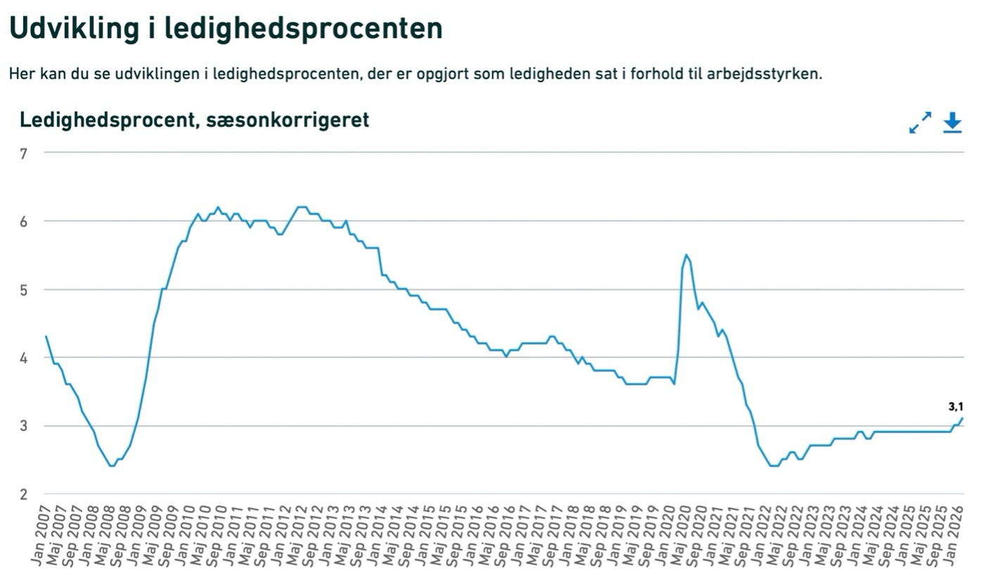 Udvikling i ledighedsprocenten
Her kan du se udviklingen i ledighedsprocenten, der er opgjort som ledigheden sat i forhold til arbejdsstyrken.
Ledighedsprocent, sæsonkorrigeret
7
6
5
4
3
2
3,1
Jan 2007
Maj 2007
Sep 2007
Jan 2008
Maj 2008
Sep 2008
Jan 2009
Maj 2009
Sep 2009
Jan 2010
Maj 2010
Sep 2010
Jan 2011
Maj 2011
Sep 2011
Jan 2012
Maj 2012
Sep 2012
Jan 2013
Maj 2013
Sep 2013
Jan 2014
Maj 2014
Sep 2014
Jan 2015
Maj 2015
Sep 2015
Jan 2016
Maj 2016
Sep 2016
Jan 2017
Maj 2017
Sep 2017
Jan 2018
Maj 2018
Sep 2018
Jan 2019
Maj 2019
Sep 2019
Jan 2020
Maj 2020
Sep 2020
Jan 2021
Maj 2021
Sep 2021
Jan 2022
Maj 2022
Sep 2022
Jan 2023
Maj 2023
Sep 2023
Jan 2024
Maj 2024
Sep 2024
Jan 2025
Maj 2025
Sep 2025
Jan 2026